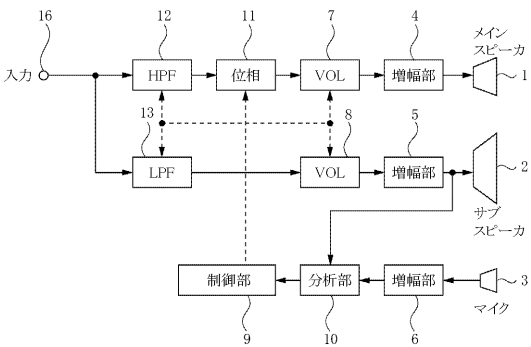 16
12
11
7
4
メイン
スピーカ
入力
HPF
位相
VOL
増幅部
1
13
8
5
LPF
VOL
増幅部
2
サブ
スピーカ
制御部
分析部
増幅部
3
マイク
9
10
6